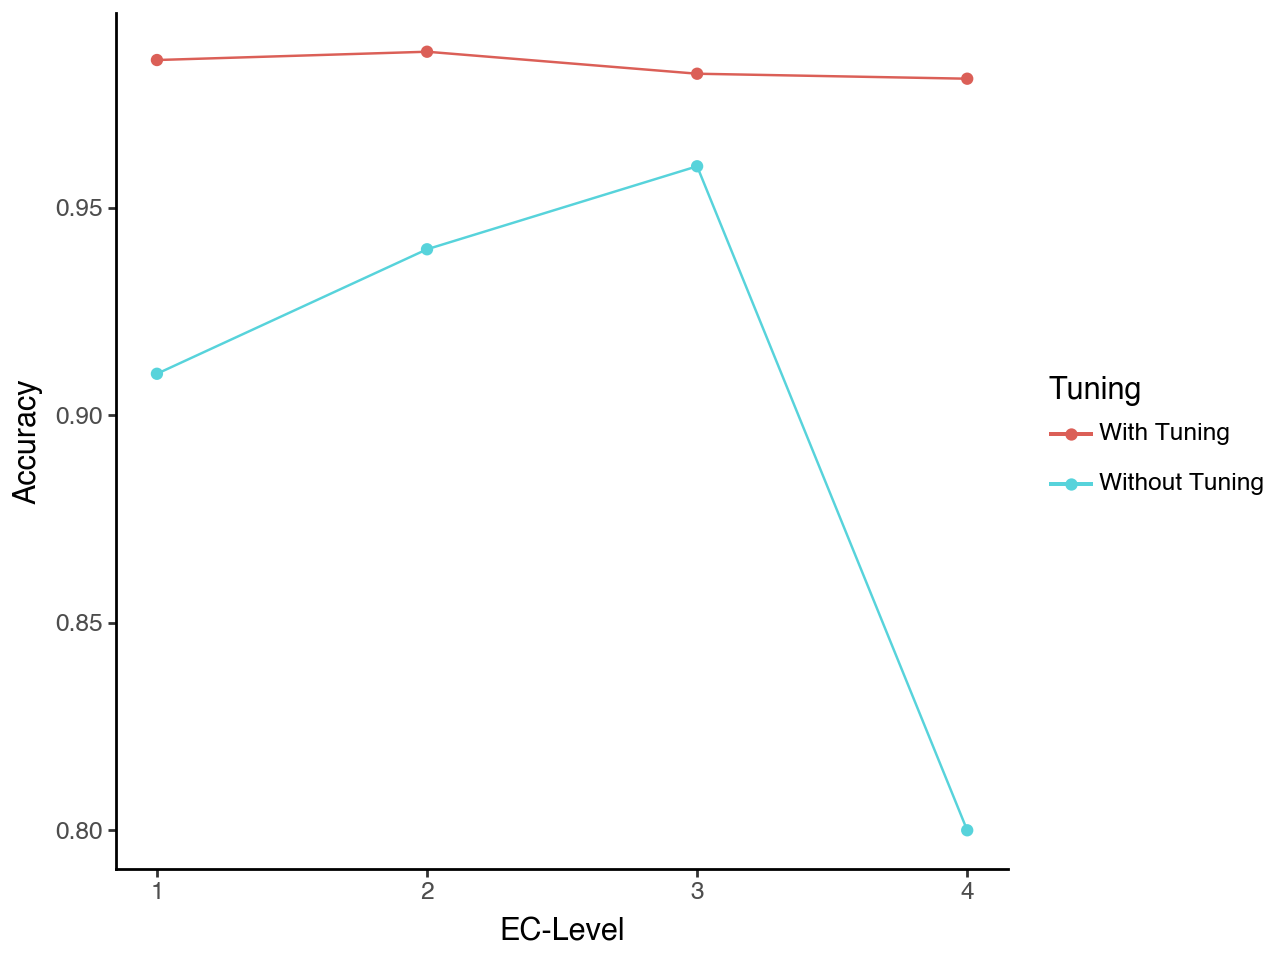 0.95
0.90
0.85
0.80
Accuracy
1 2 3 4
EC-Level
Tuning
With Tuning
Without Tuning